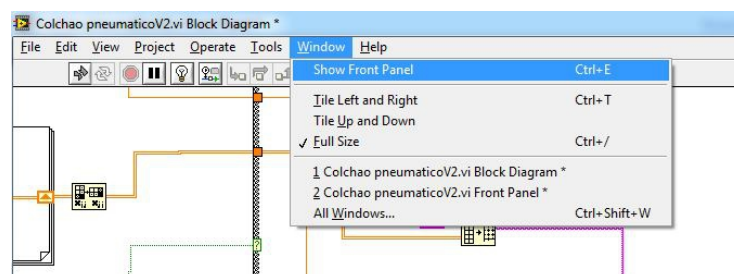 Colchao pneumaticoV2.vi Block Diagram *
File Edit View Project Operate Tools Window Help
Show Front Panel Ctrl+E
Tile Left and Right Ctrl+T
Tile Up and Down
✓ Full Size Ctrl+/
1 Colchao pneumaticoV2.vi Block Diagram *
2 Colchao pneumaticoV2.vi Front Panel *
All Windows... Ctrl+Shift+W
?